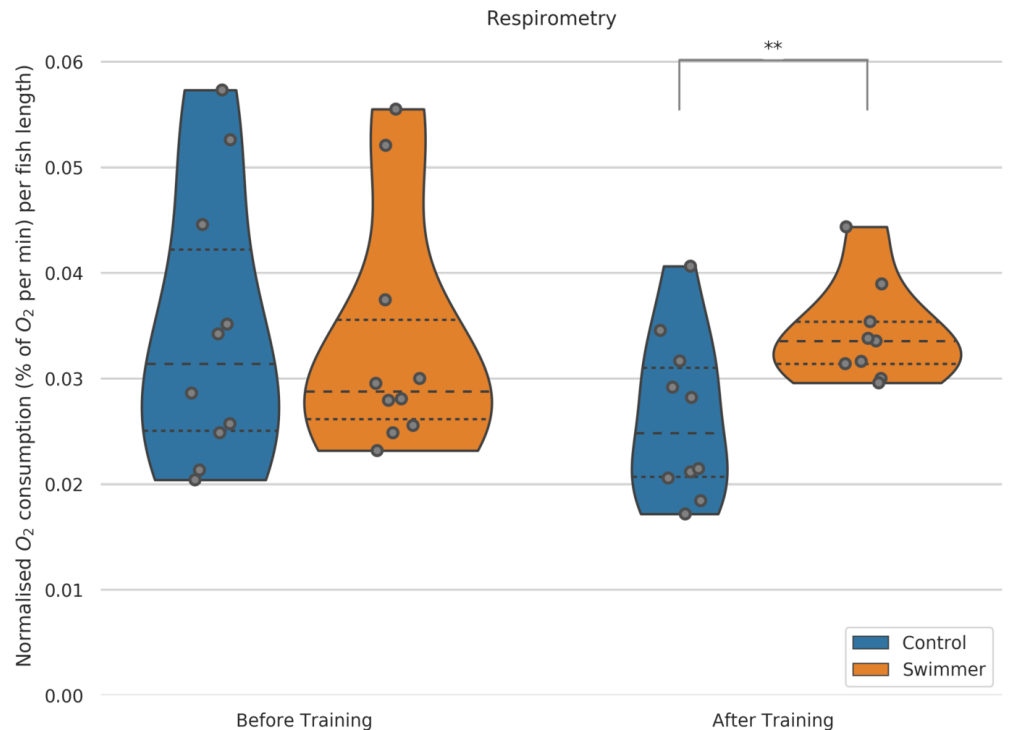 Respirometry
**
Normalised O₂ consumption (% of O₂ per min) per fish length)
0.06
0.05
0.04
0.03
0.02
0.01
0.00
Before Training
After Training
Control
Swimmer